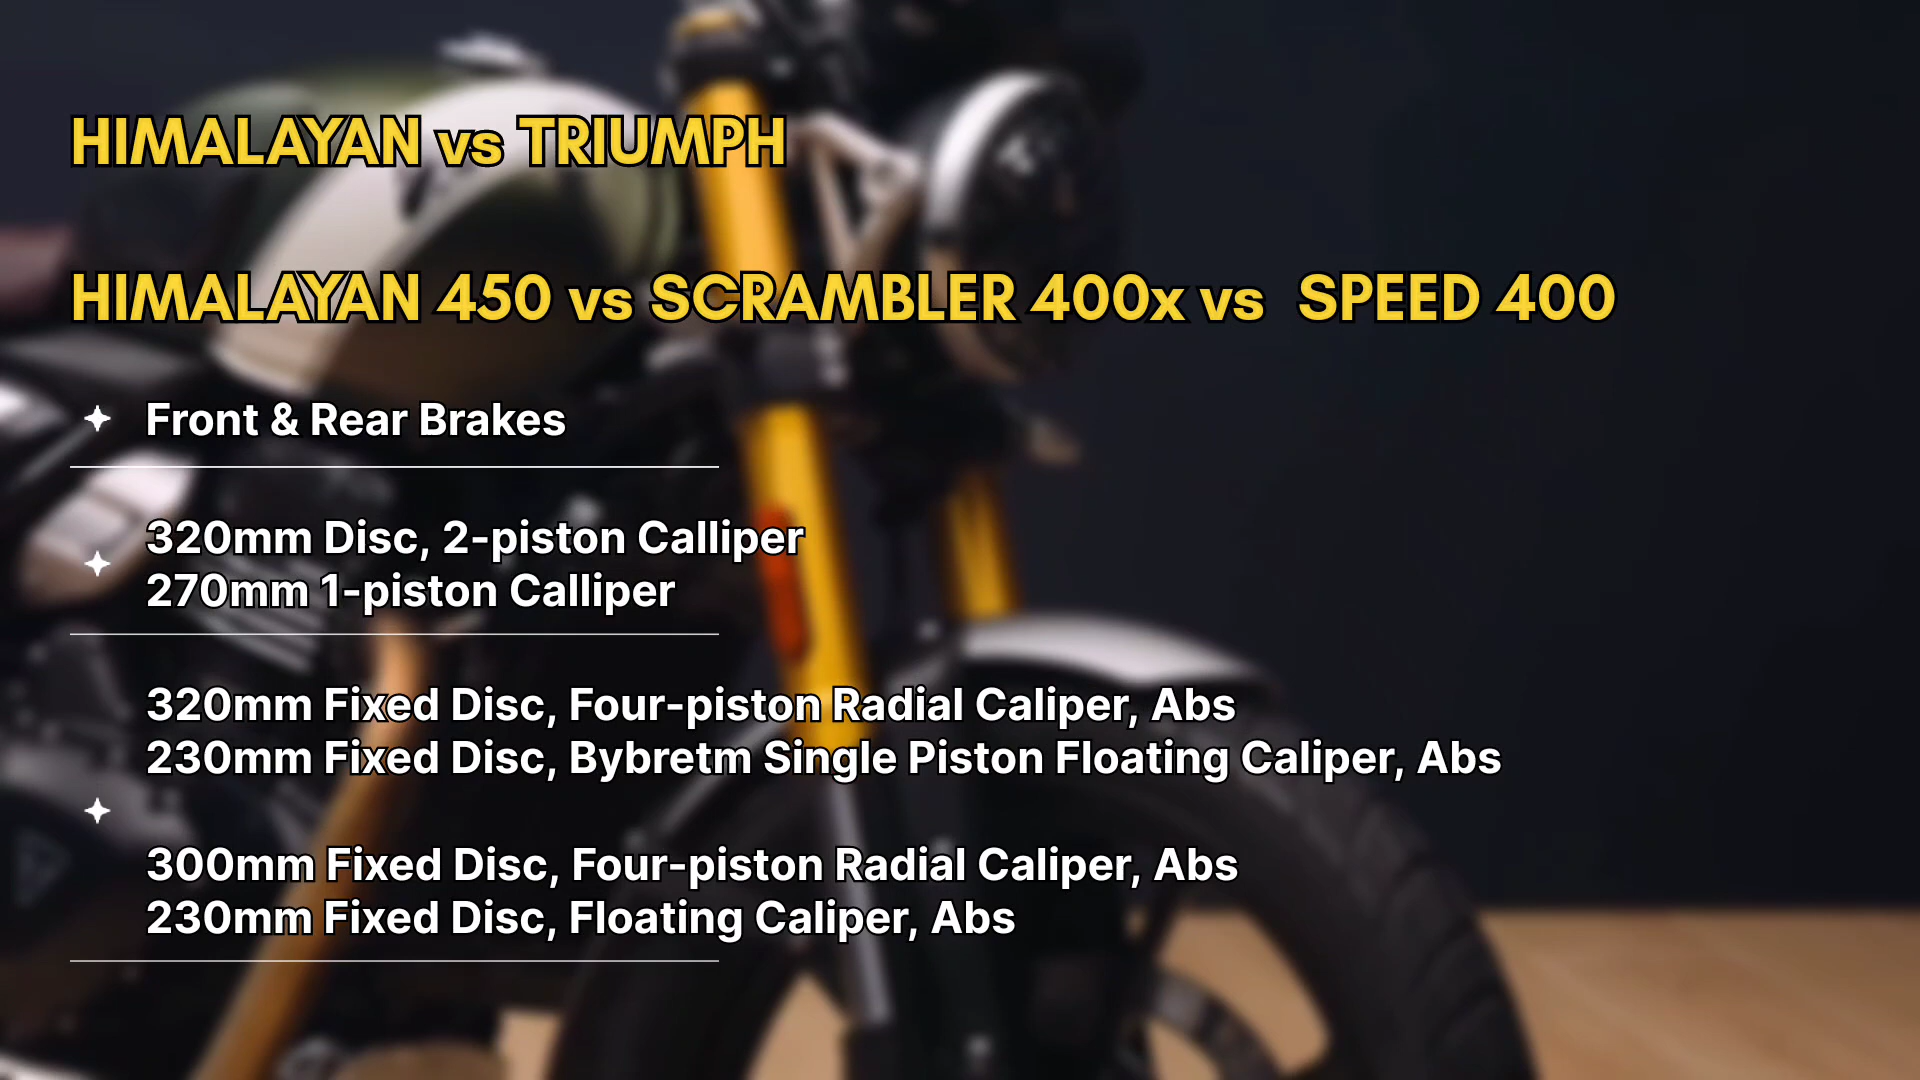 HIMALAYAN vs TRIUMPH
HIMALAYAN 450 vs SCRAMBLER 400x vs SPEED 400
Front & Rear Brakes
320mm Disc, 2-piston Calliper
270mm 1-piston Calliper
320mm Fixed Disc, Four-piston Radial Caliper, Abs
230mm Fixed Disc, Bybretm Single Piston Floating Caliper, Abs
300mm Fixed Disc, Four-piston Radial Caliper, Abs
230mm Fixed Disc, Floating Caliper, Abs